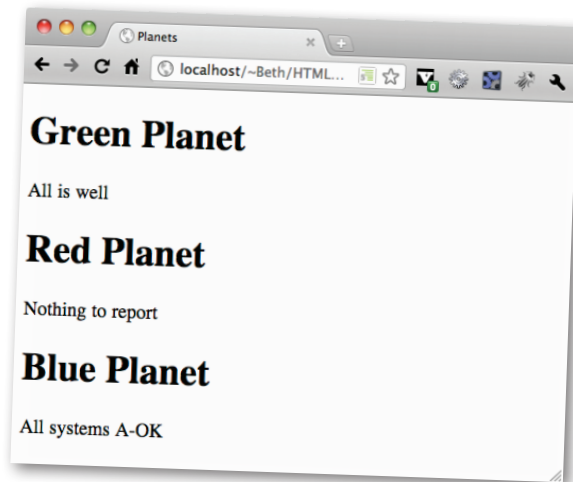 Planets
localhost/~Beth/HTML...
0
Green Planet
All is well
Red Planet
Nothing to report
Blue Planet
All systems A-OK